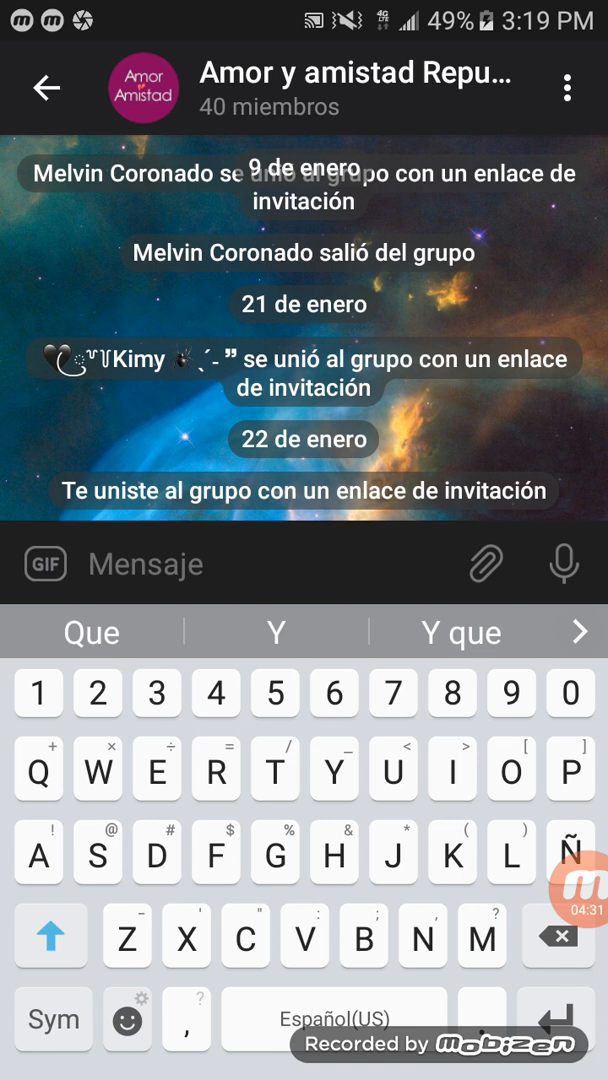 49% 3:19 PM
Amor y amistad Repu...
Amor
Amistad
40 miembros
9 de enero
Melvin Coronado se unió al grupo con un enlace de
invitación
Melvin Coronado salió del grupo
21 de enero
Kimy 🕷 ˎˊ˗ ” se unió al grupo con un enlace
de invitación
22 de enero
Te uniste al grupo con un enlace de invitación
GIF Mensaje
Que Y Y que
1 2 3 4 5 6 7 8 9 0
+ × ÷ = / _ < > [ ]
Q W E R T Y U I O P
! @ # $ % & * ( )
A S D F G H J K L Ñ
04:31
- ' " : ; , ?
Z X C V B N M
Sym , ? Español(US) .
Recorded by mobizen